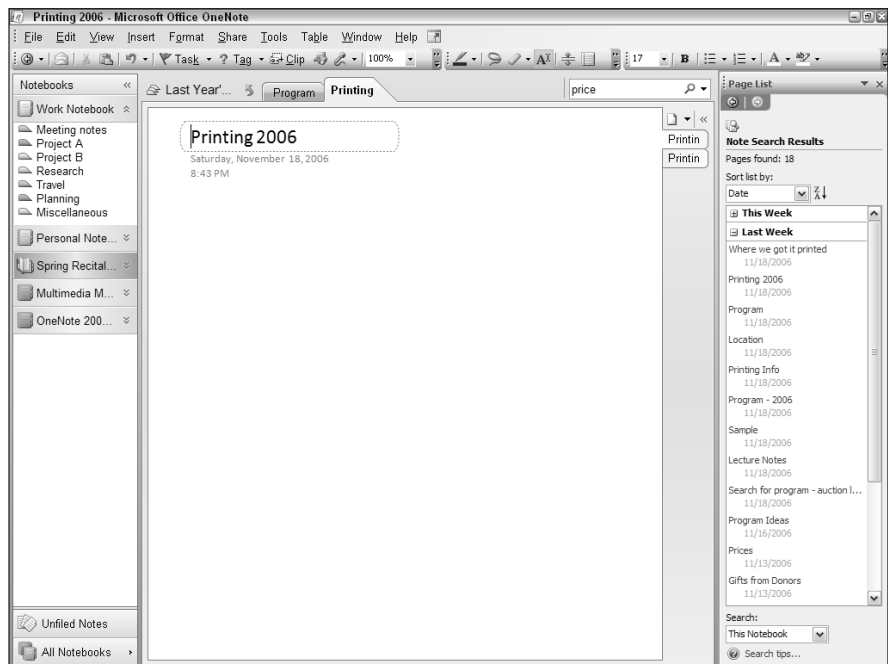 Printing 2006 - Microsoft Office OneNote
File Edit View Insert Format Share Tools Table Window Help
Task ? Tag Clip 100% 17 B A
Notebooks
Work Notebook
Meeting notes
Project A
Project B
Research
Travel
Planning
Miscellaneous
Personal Note...
Spring Recital...
Multimedia M...
OneNote 200...
Unfiled Notes
All Notebooks
Last Year'... Program Printing
price
Printing 2006
Saturday, November 18, 2006
8:43 PM
Printin
Printin
Page List
Note Search Results
Pages found: 18
Sort list by:
Date
This Week
Last Week
Where we got it printed
11/18/2006
Printing 2006
11/18/2006
Program
11/18/2006
Location
11/18/2006
Printing Info
11/18/2006
Program - 2006
11/18/2006
Sample
11/18/2006
Lecture Notes
11/18/2006
Search for program - auction l...
11/18/2006
Program Ideas
11/16/2006
Prices
11/13/2006
Gifts from Donors
11/13/2006
Search:
This Notebook
Search tips...